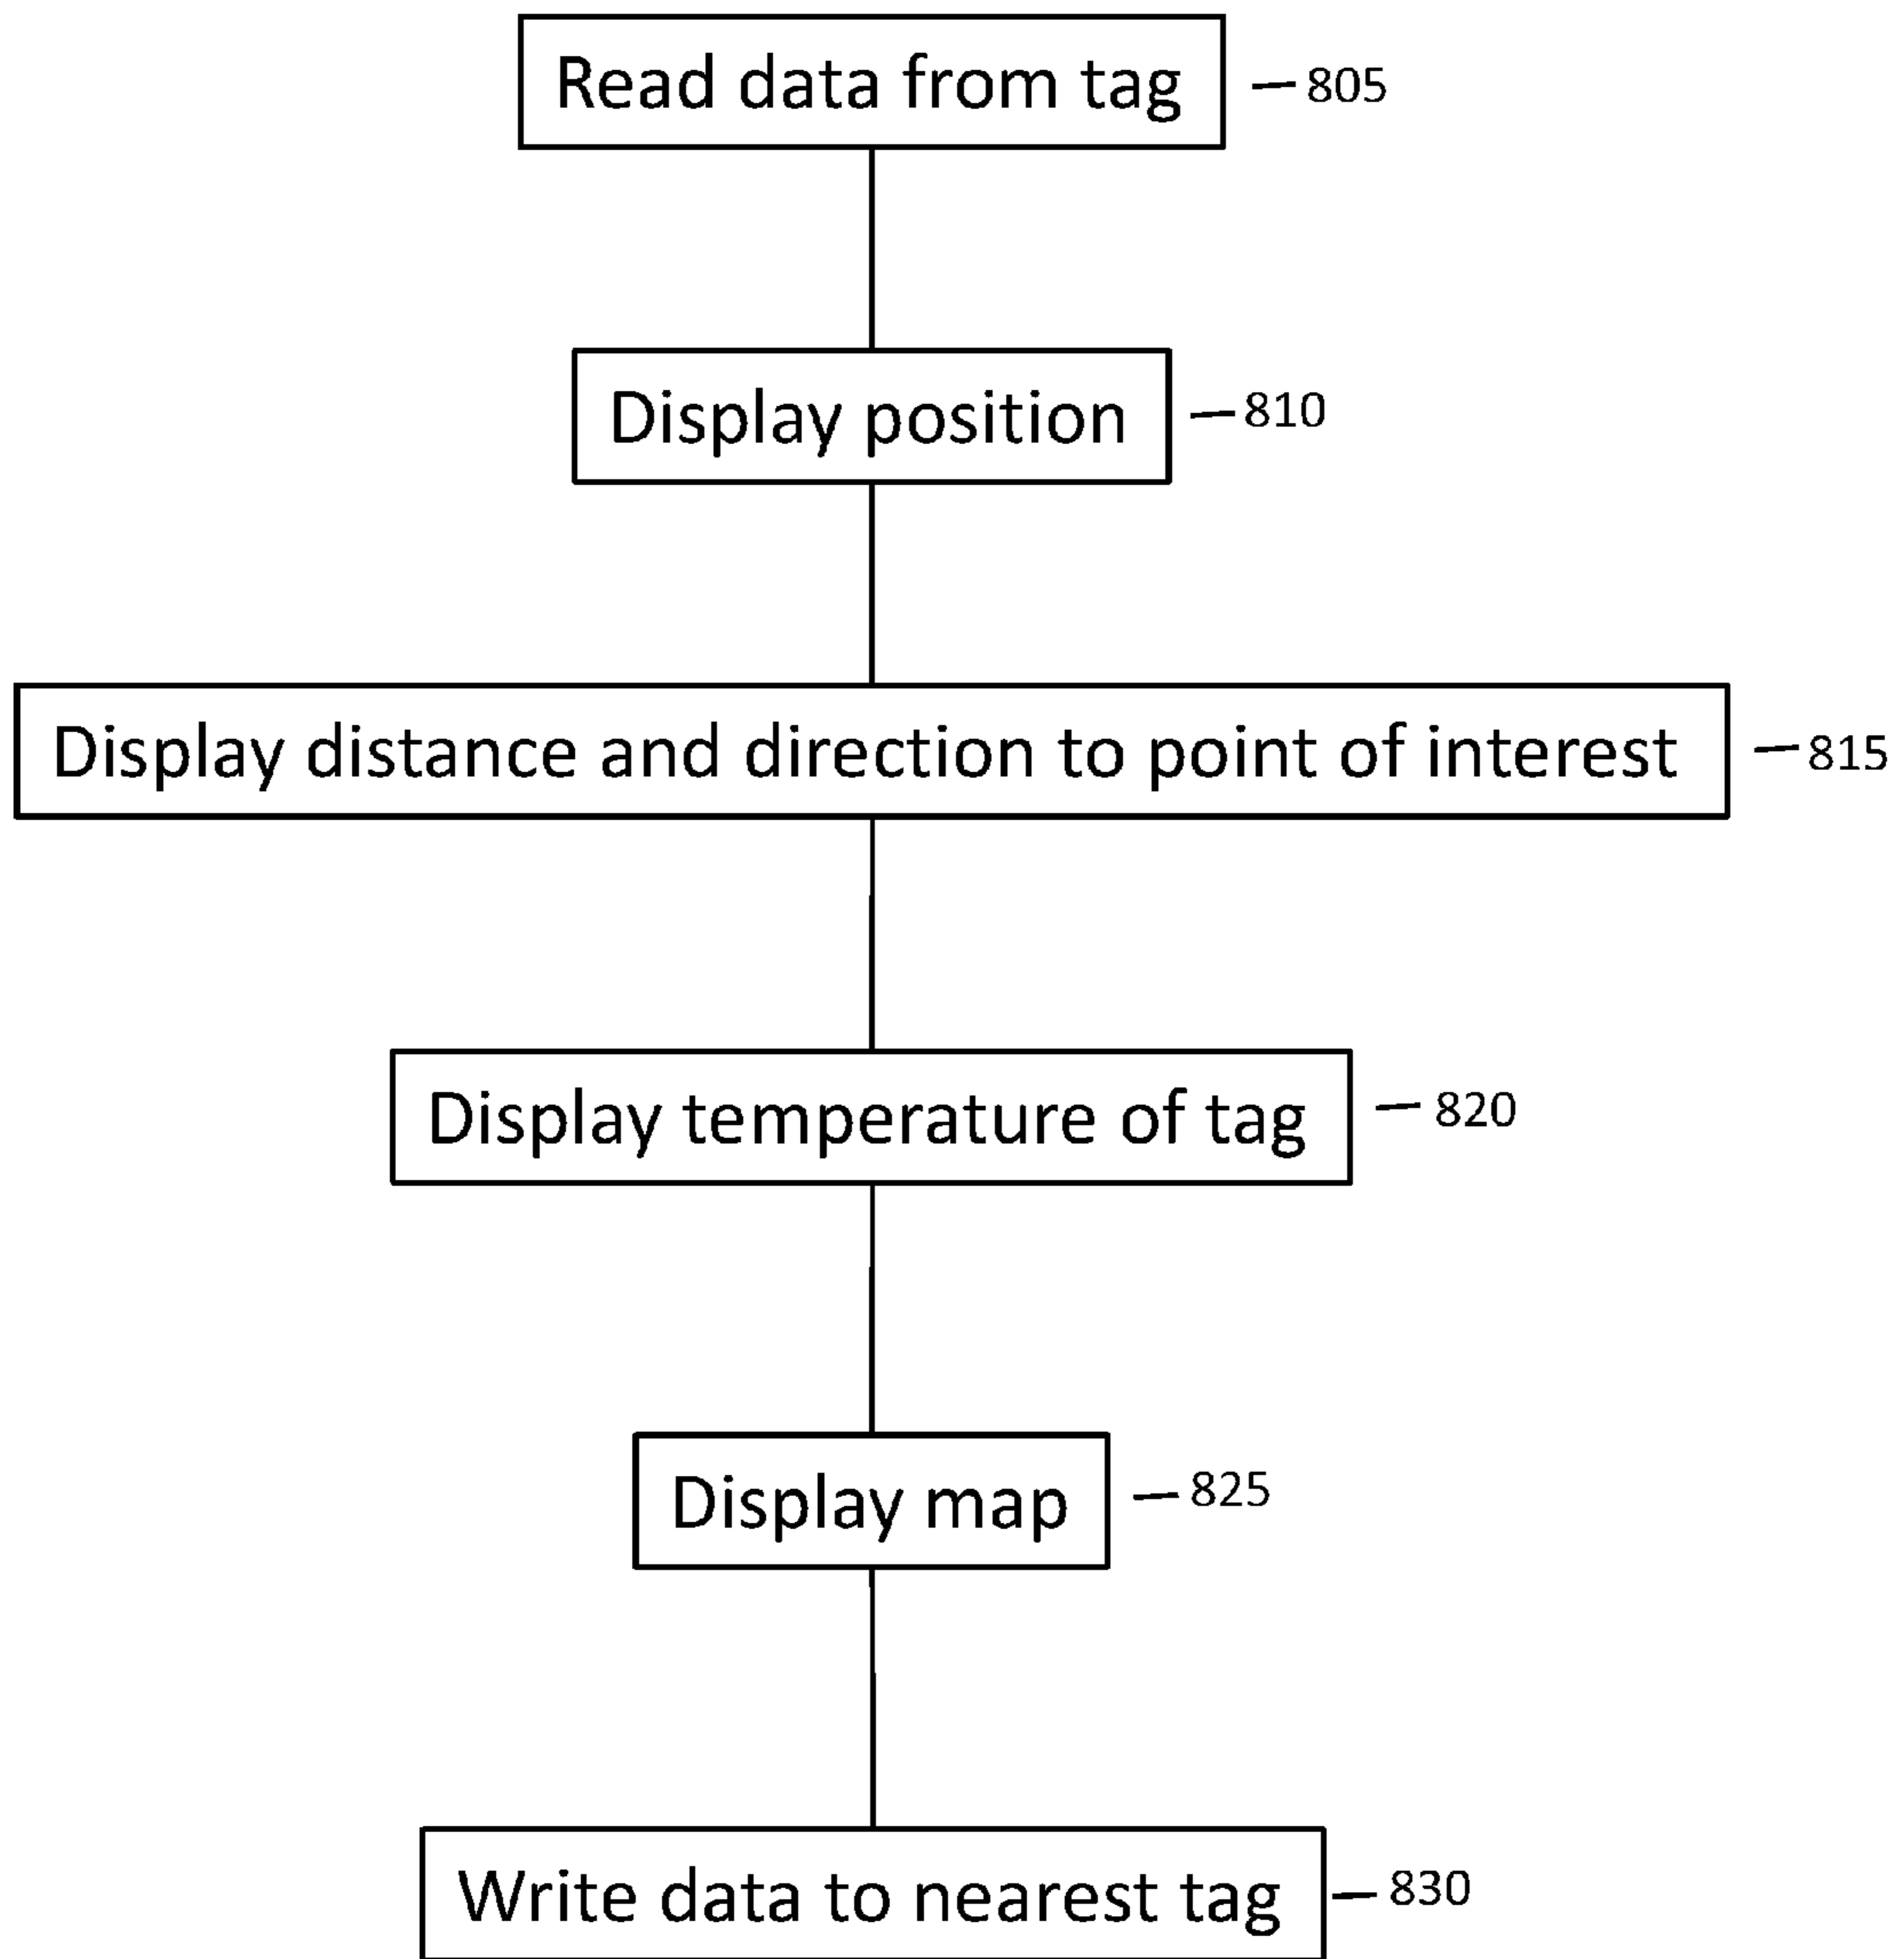 Read data from tag 805
Display position 810
Display distance and direction to point of interest 815
Display temperature of tag 820
Display map 825
Write data to nearest tag 830